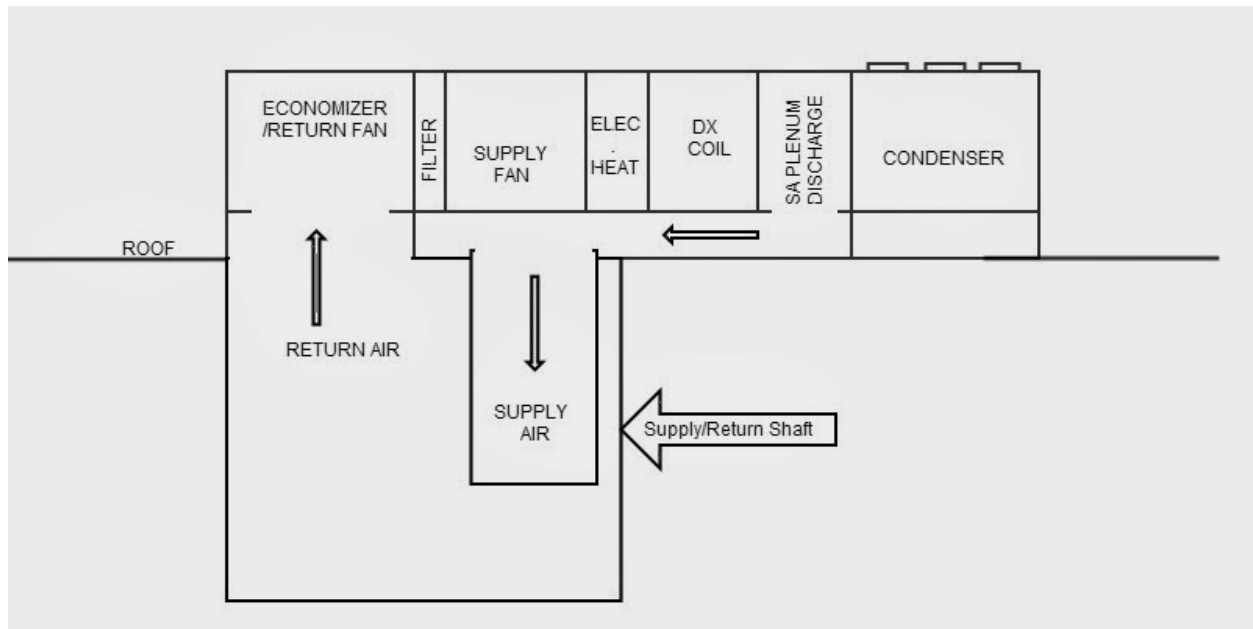 ECONOMIZER
/RETURN FAN
FILTER
SUPPLY
FAN
ELEC
.
HEAT
DX
COIL
SA PLENUM
DISCHARGE
CONDENSER
ROOF
RETURN AIR
SUPPLY
AIR
Supply/Return Shaft